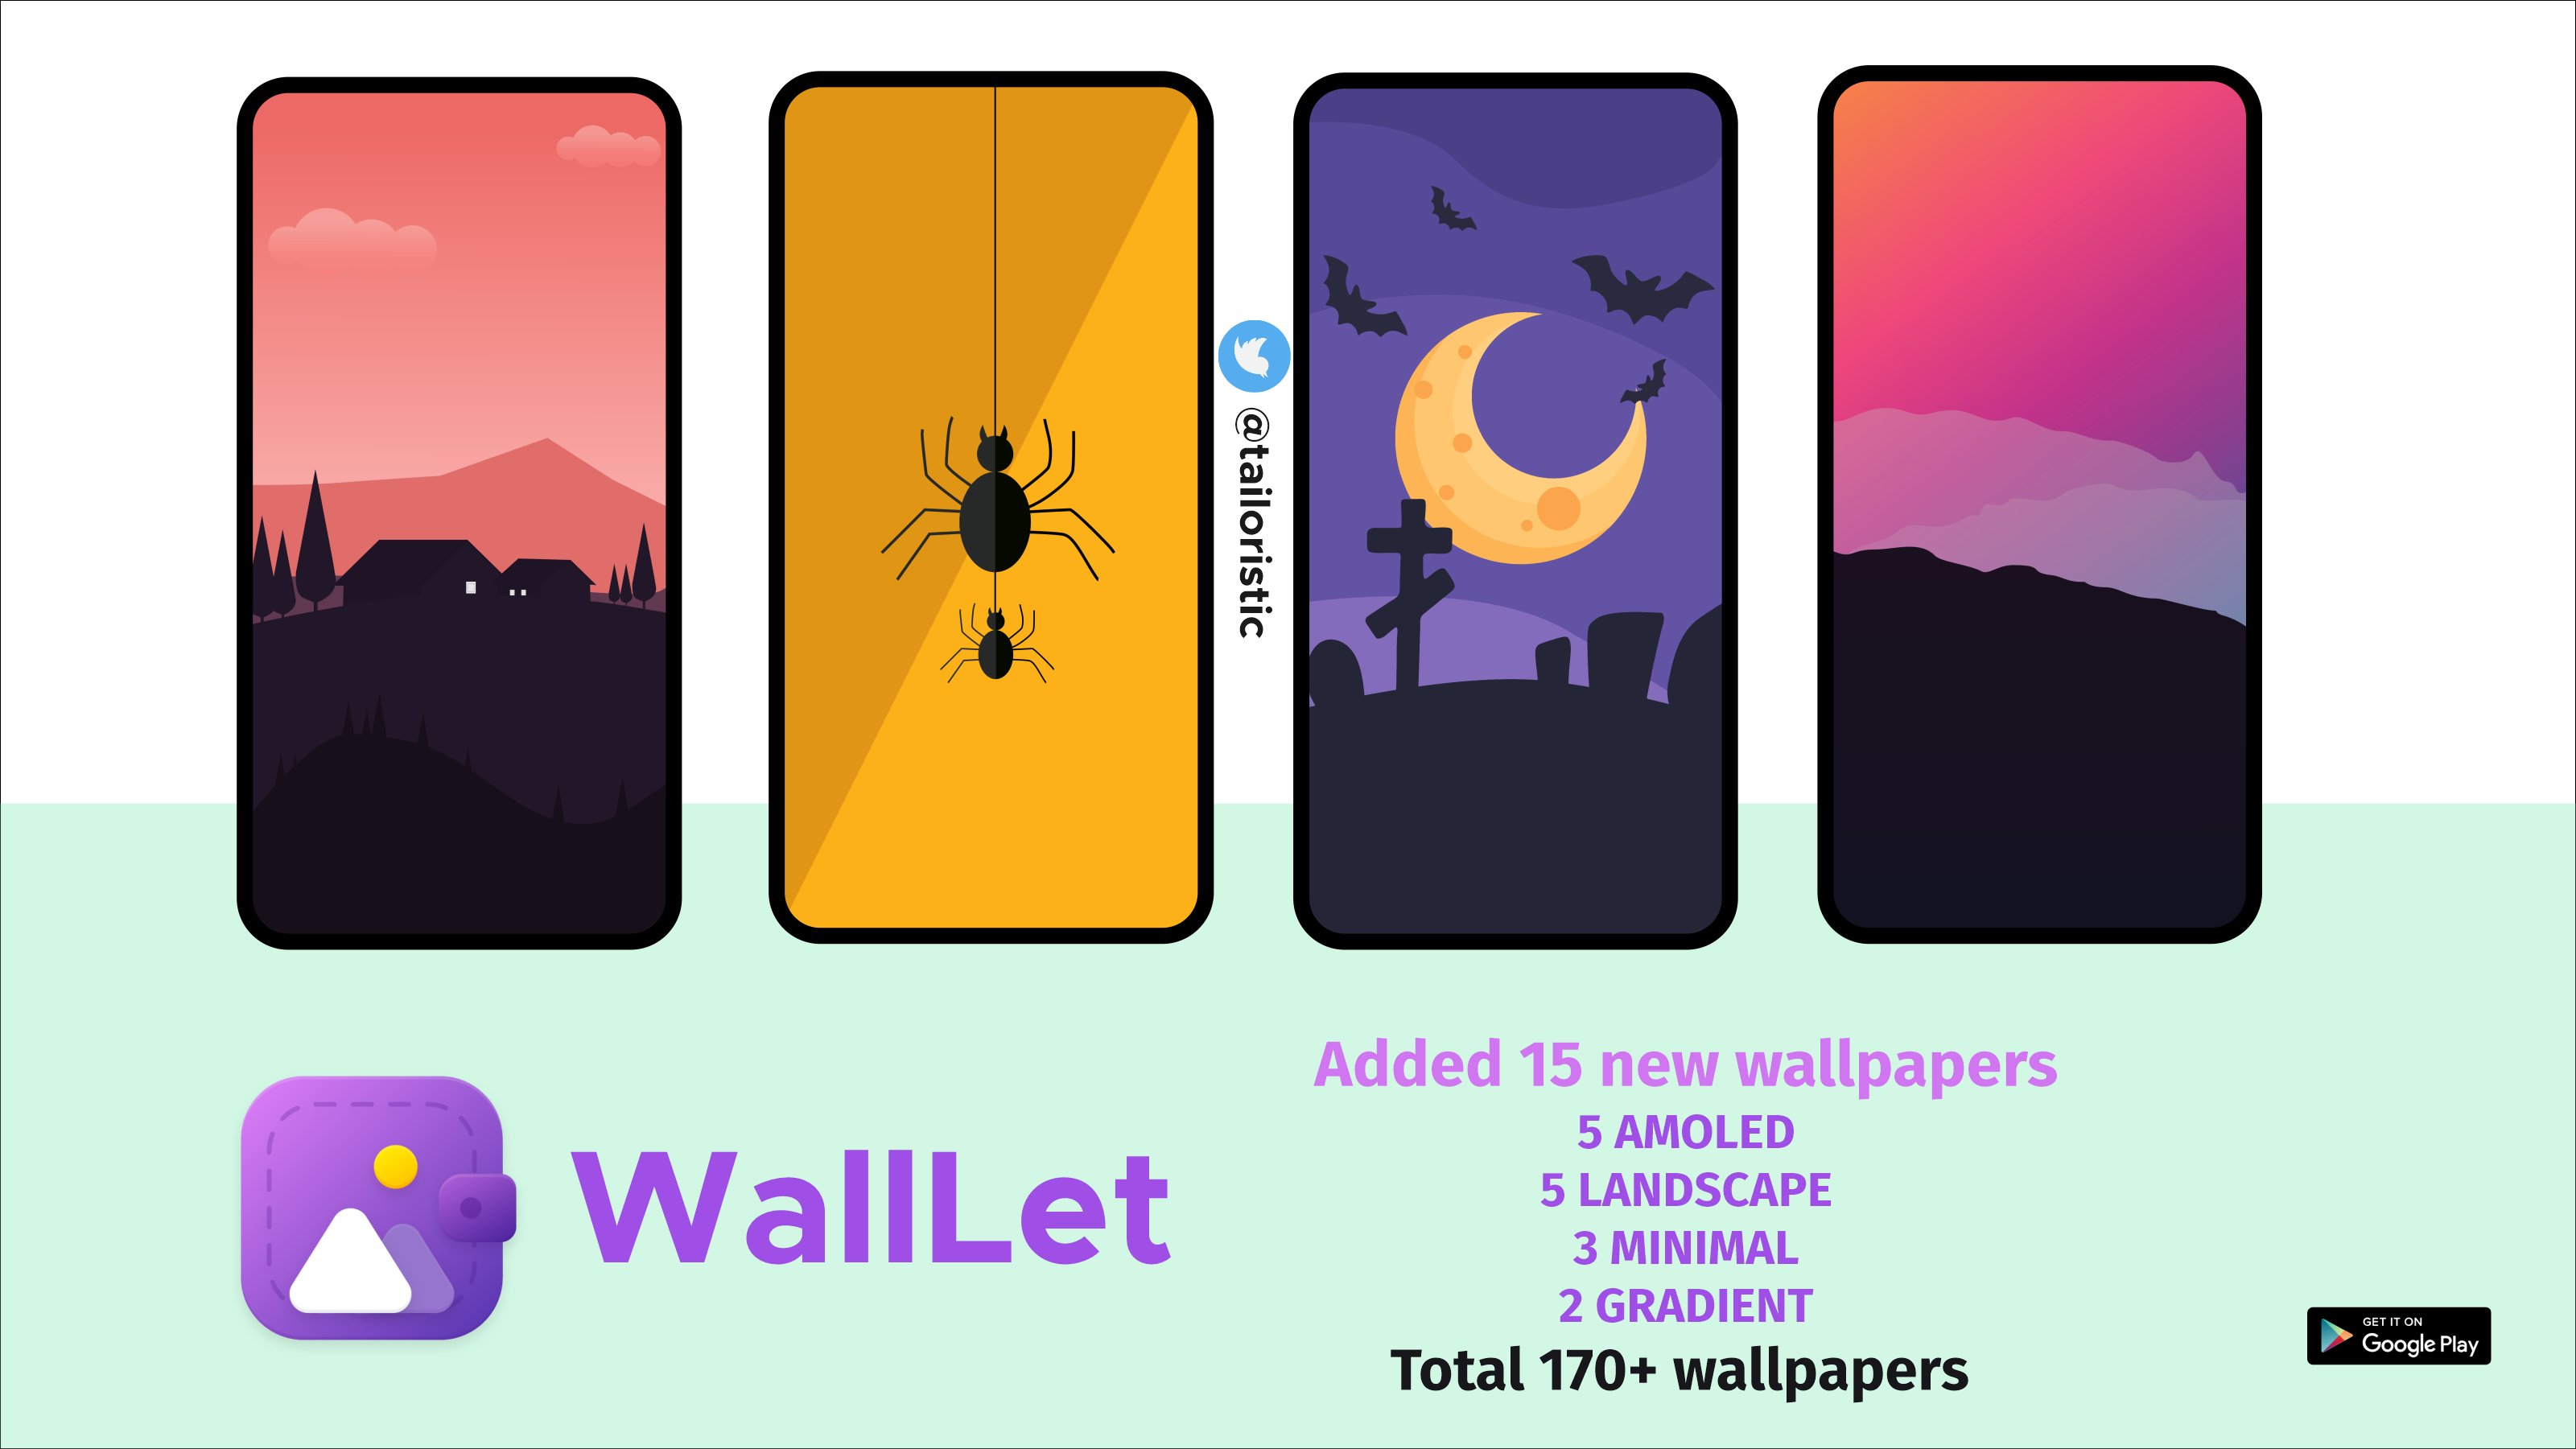 @tailoristic
WallLet
Added 15 new wallpapers
5 AMOLED
5 LANDSCAPE
3 MINIMAL
2 GRADIENT
Total 170+ wallpapers
GET IT ON
Google Play